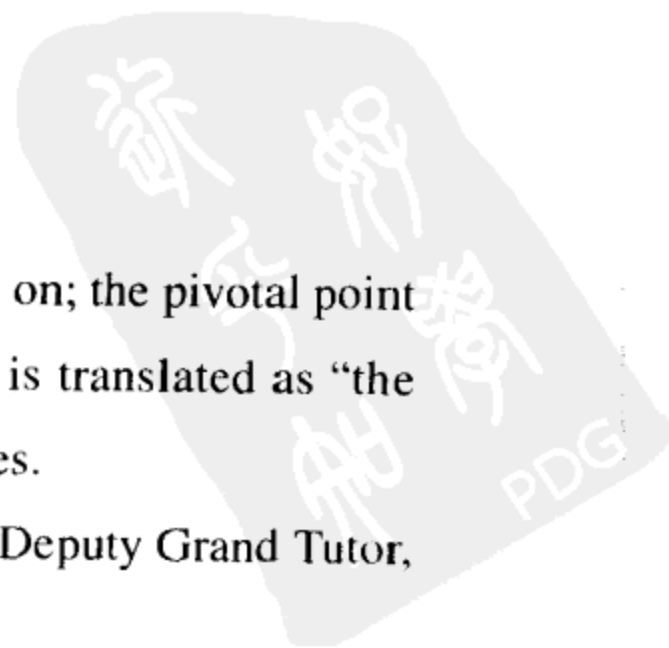 on; the pivotal point
is translated as “the
es.
Deputy Grand Tutor,
PDG